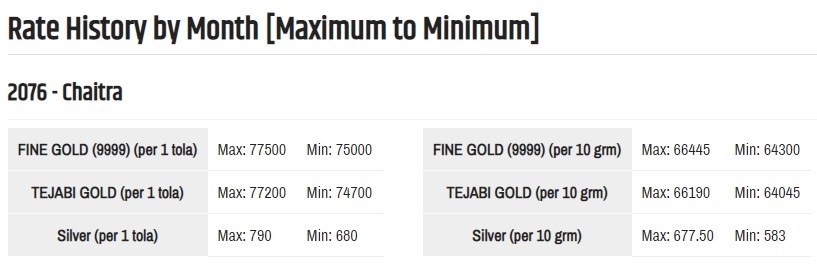 Rate History by Month [Maximum to Minimum]
2076 - Chaitra
FINE GOLD (9999) (per 1 tola) Max: 77500 Min: 75000 FINE GOLD (9999) (per 10 grm) Max: 66445 Min: 64300
TEJABI GOLD (per 1 tola) Max: 77200 Min: 74700 TEJABI GOLD (per 10 grm) Max: 66190 Min: 64045
Silver (per 1 tola) Max: 790 Min: 680 Silver (per 10 grm) Max: 677.50 Min: 583